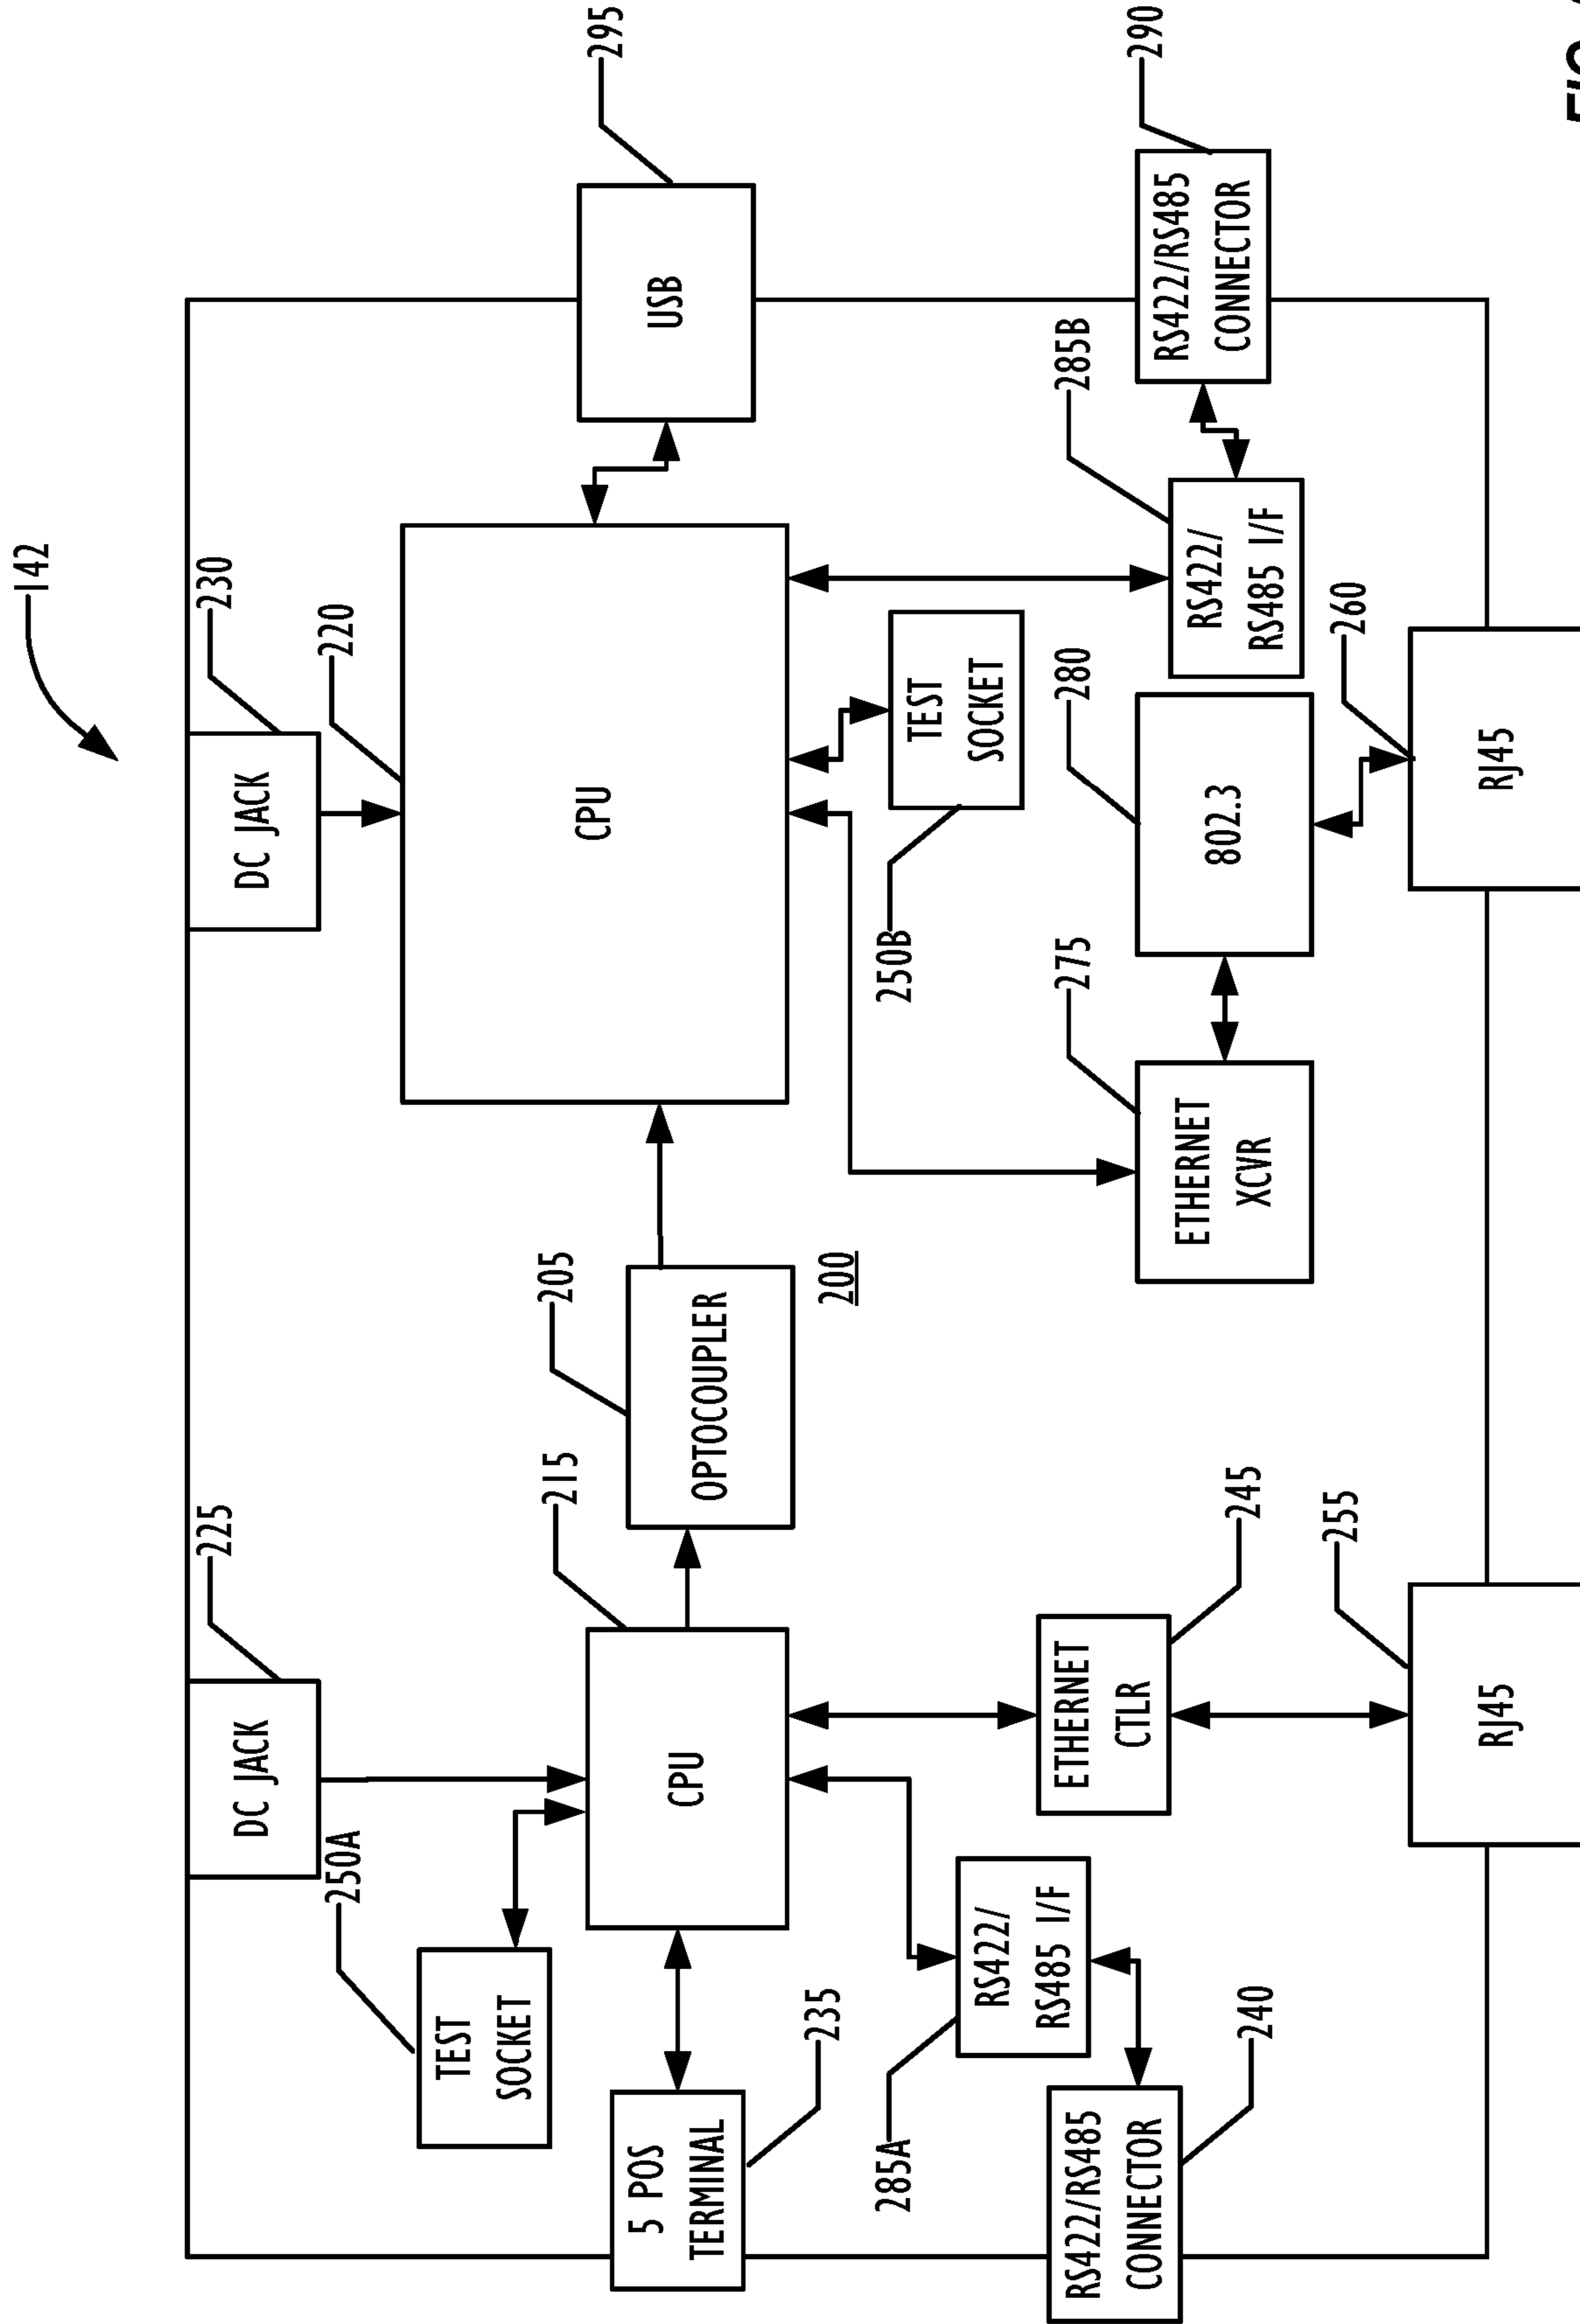 142
225
DC JACK
230
DC JACK
250A
220
TEST
SOCKET
215
205
295
5 POS
TERMINAL
CPU
OPTOCOUPLER
CPU
USB
235
200
285A
250B
TEST
SOCKET
RS422/
RS485 I/F
ETHERNET
CTLR
275
280
285B
RS422/RS485
CONNECTOR
240
245
ETHERNET
XCVR
802.3
RS422/
RS485 I/F
RS422/RS485
CONNECTOR
290
255
260
RJ45
RJ45